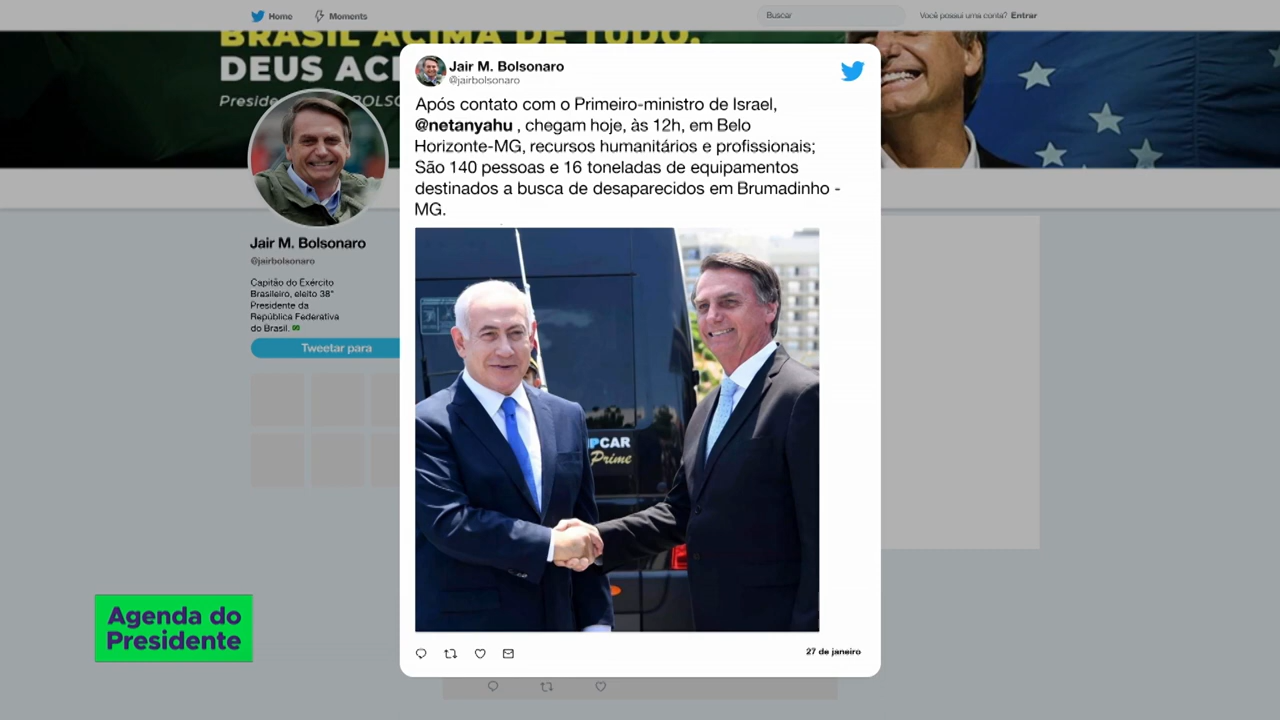 Home
Moments
Buscar
Você possui uma conta? Entrar
BRASIL ACIMA DE TUDO,
DEUS ACI
Preside
BOLSO
Jair M. Bolsonaro
@jairbolsonaro
Capitão do Exército
Brasileiro, eleito 38°
Presidente da
República Federativa
do Brasil.
Tweetar para
Jair M. Bolsonaro
@jairbolsonaro
Após contato com o Primeiro-ministro de Israel,
@netanyahu , chegam hoje, às 12h, em Belo
Horizonte-MG, recursos humanitários e profissionais;
São 140 pessoas e 16 toneladas de equipamentos
destinados a busca de desaparecidos em Brumadinho -
MG.
PCAR
Prime
27 de janeiro
Agenda do
Presidente